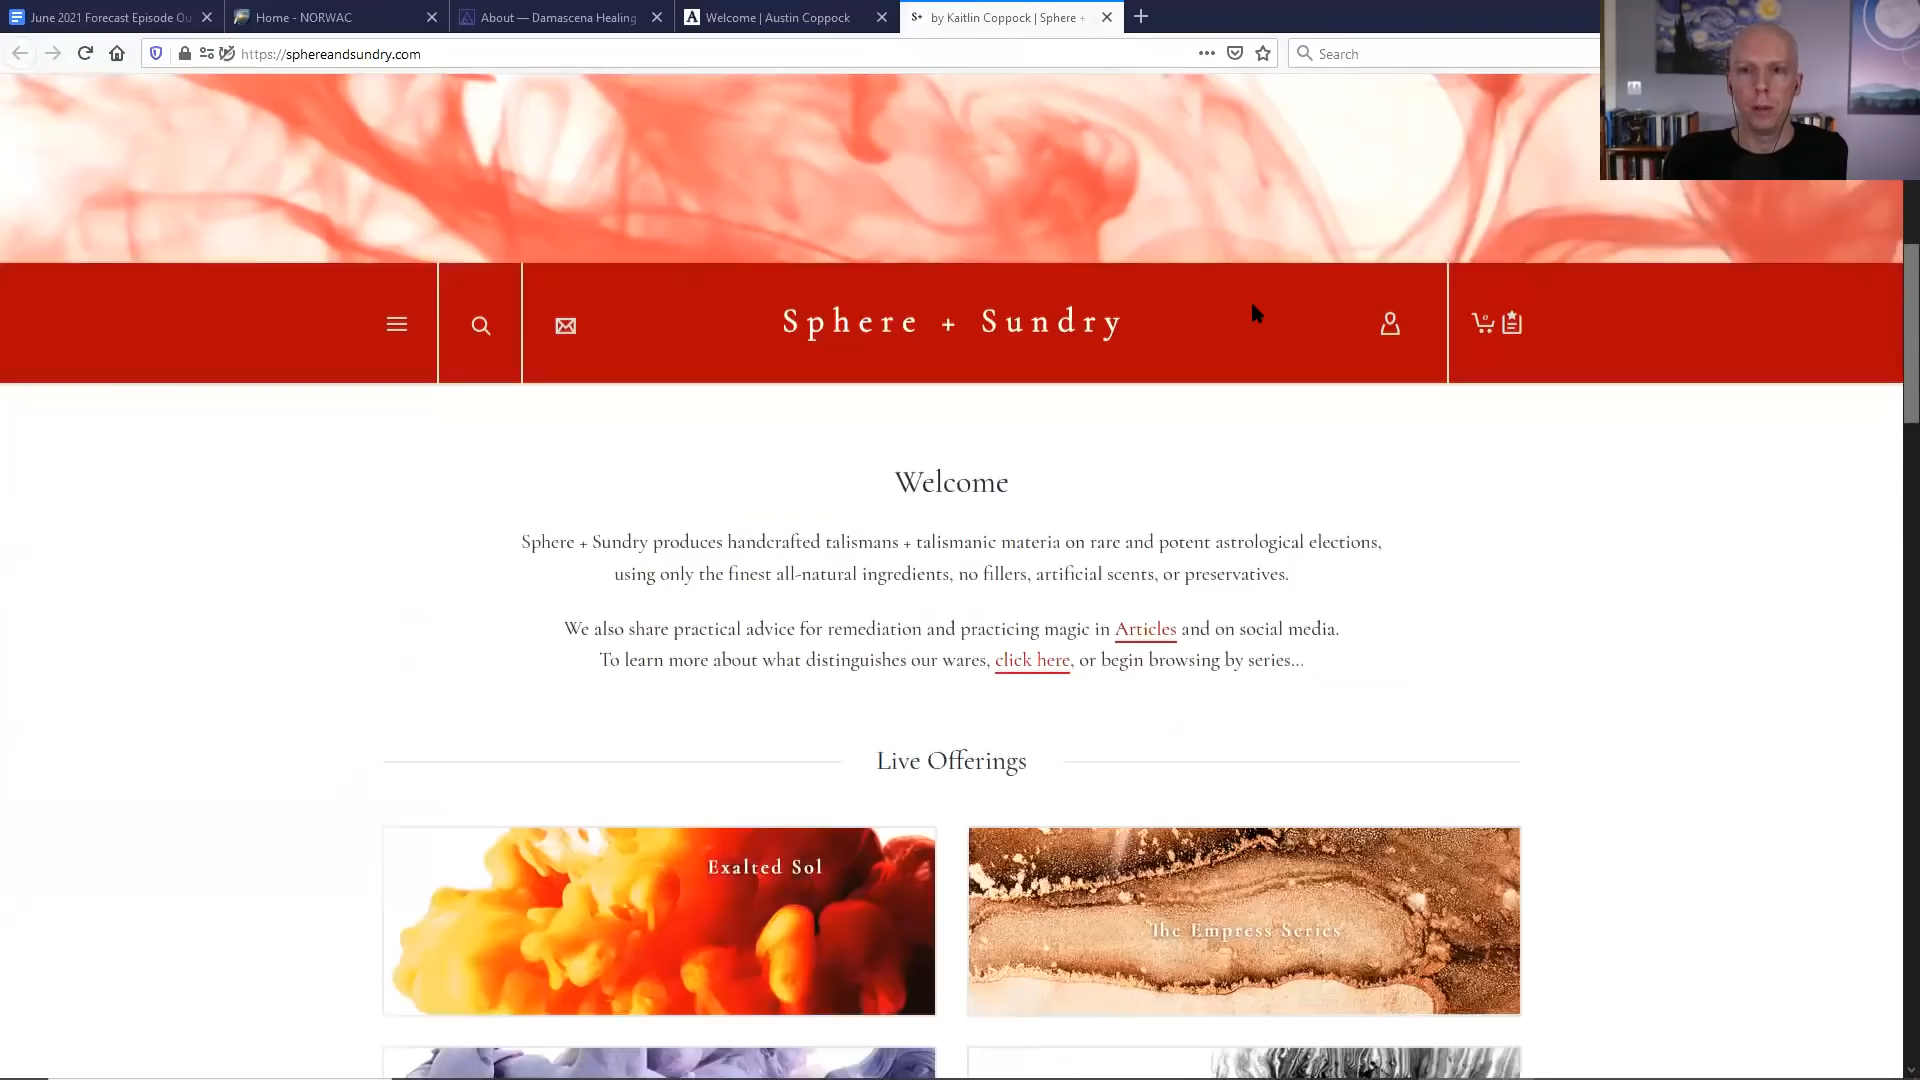 June 2021 Forecast Episode Ou
Home - NORWAC
About — Damascena Healing
Welcome | Austin Coppock
S+ by Kaitlin Coppock | Sphere +
https://sphereandsundry.com
Search
Sphere + Sundry
0
Welcome
Sphere + Sundry produces handcrafted talismans + talismanic materia on rare and potent astrological elections,
using only the finest all-natural ingredients, no fillers, artificial scents, or preservatives.
We also share practical advice for remediation and practicing magic in Articles and on social media.
To learn more about what distinguishes our wares, click here, or begin browsing by series...
Live Offerings
Exalted Sol
The Empress Series